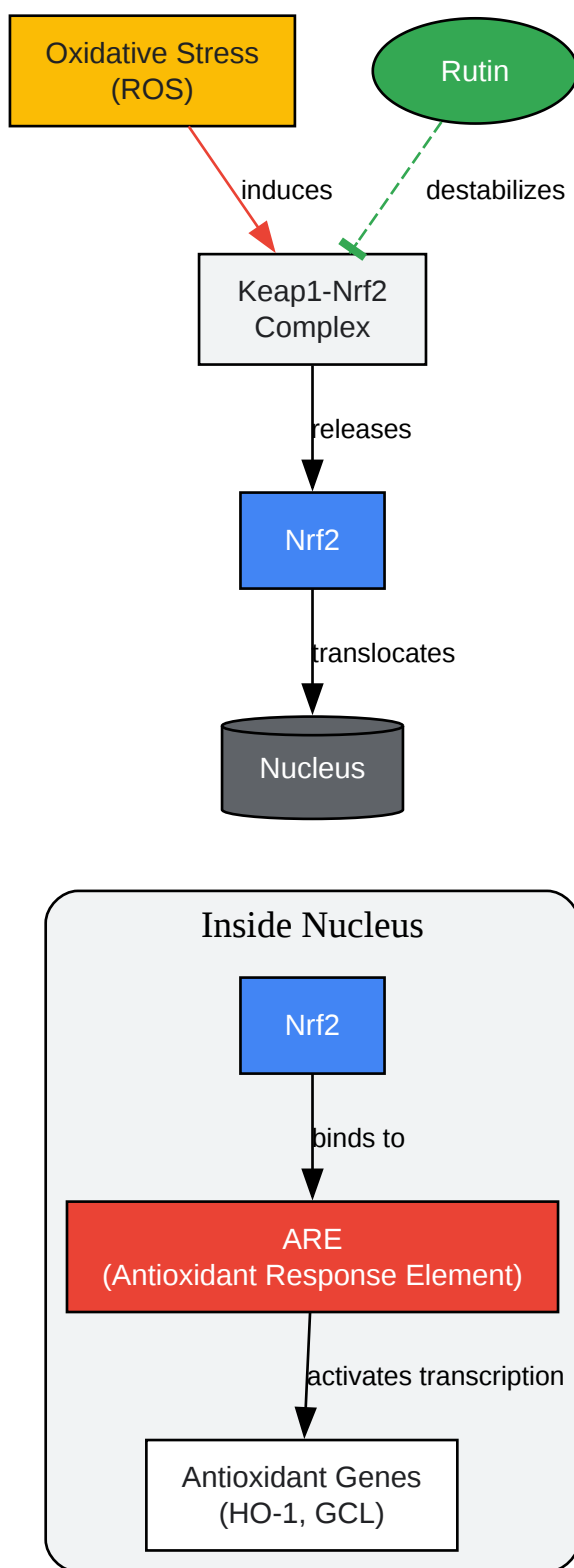 Oxidative Stress
(ROS)
Rutin
induces
destabilizes
Keap1-Nrf2
Complex
releases
Nrf2
translocates
Nucleus
Inside Nucleus
Nrf2
binds to
ARE
(Antioxidant Response Element)
activates transcription
Antioxidant Genes
(HO-1, GCL)